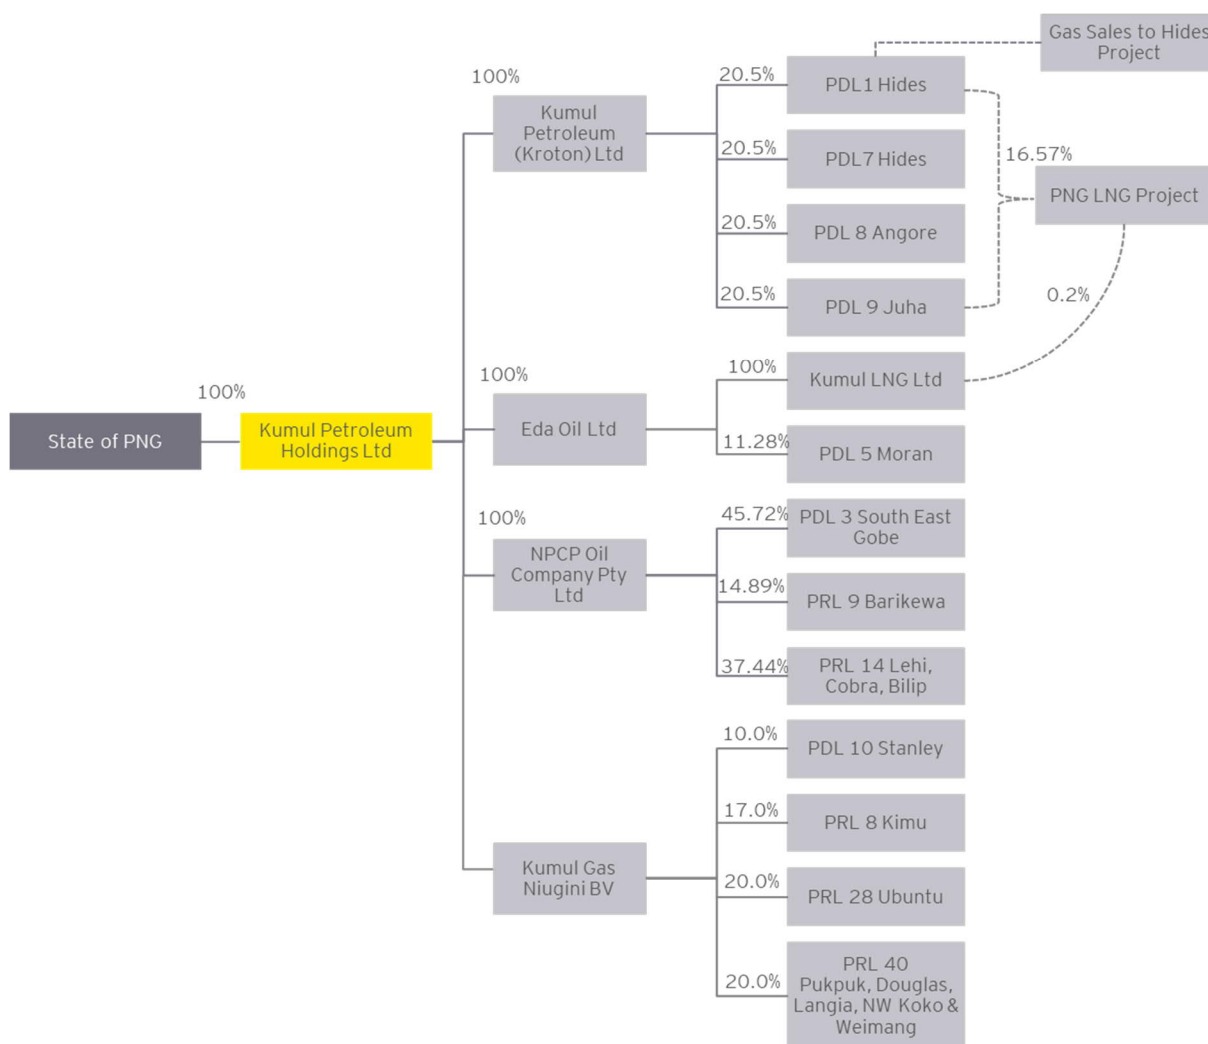 Gas Sales to Hides
Project
100%
20.5%
PDL1 Hides
Kumul
Petroleum
(Kroton) Ltd
20.5%
PDL7 Hides
16.57%
PNG LNG Project
20.5%
PDL 8 Angore
20.5%
PDL 9 Juha
0.2%
100%
State of PNG
Kumul Petroleum
Holdings Ltd
100%
Eda Oil Ltd
100%
Kumul LNG Ltd
11.28%
PDL 5 Moran
100%
NPCP Oil
Company Pty
Ltd
45.72%
PDL 3 South East
Gobe
14.89%
PRL 9 Barikewa
37.44%
PRL 14 Lehi,
Cobra, Bilip
Kumul Gas
Niugini BV
10.0%
PDL 10 Stanley
17.0%
PRL 8 Kimu
20.0%
PRL 28 Ubuntu
20.0%
PRL 40
Pukpuk, Douglas,
Langia, NW Koko &
Weimang